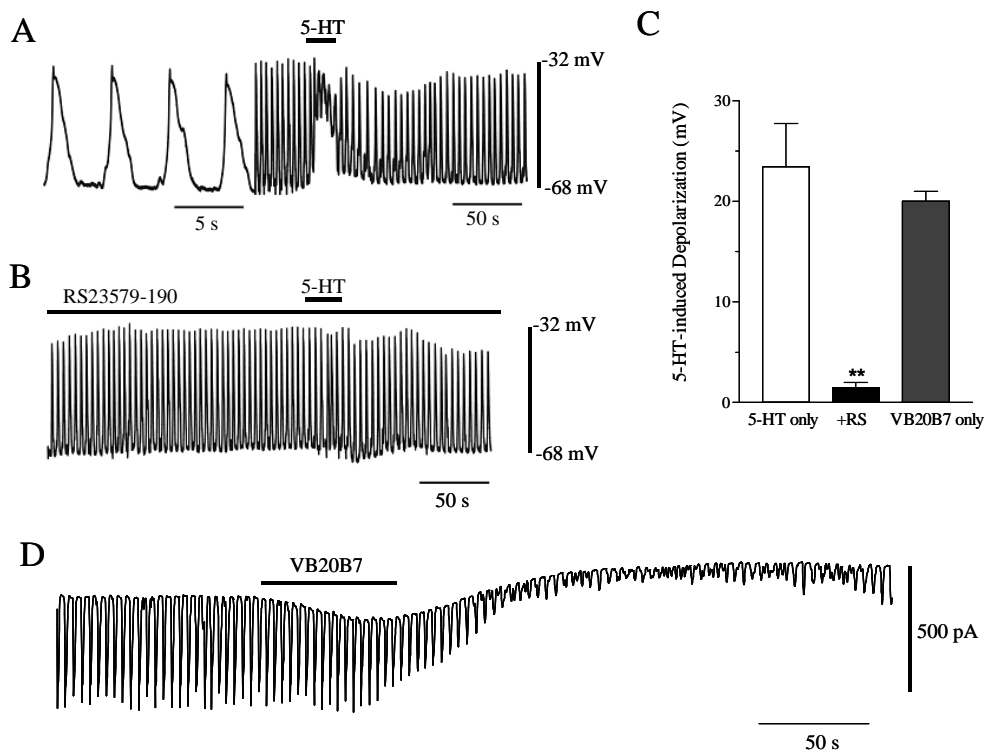 A
5-HT
-32 mV
-68 mV
5 s
50 s
B
RS23579-190
5-HT
-32 mV
-68 mV
50 s
C
5-HT-induced Depolarization (mV)
30
20
10
0
**
5-HT only +RS VB20B7 only
D
VB20B7
500 pA
50 s